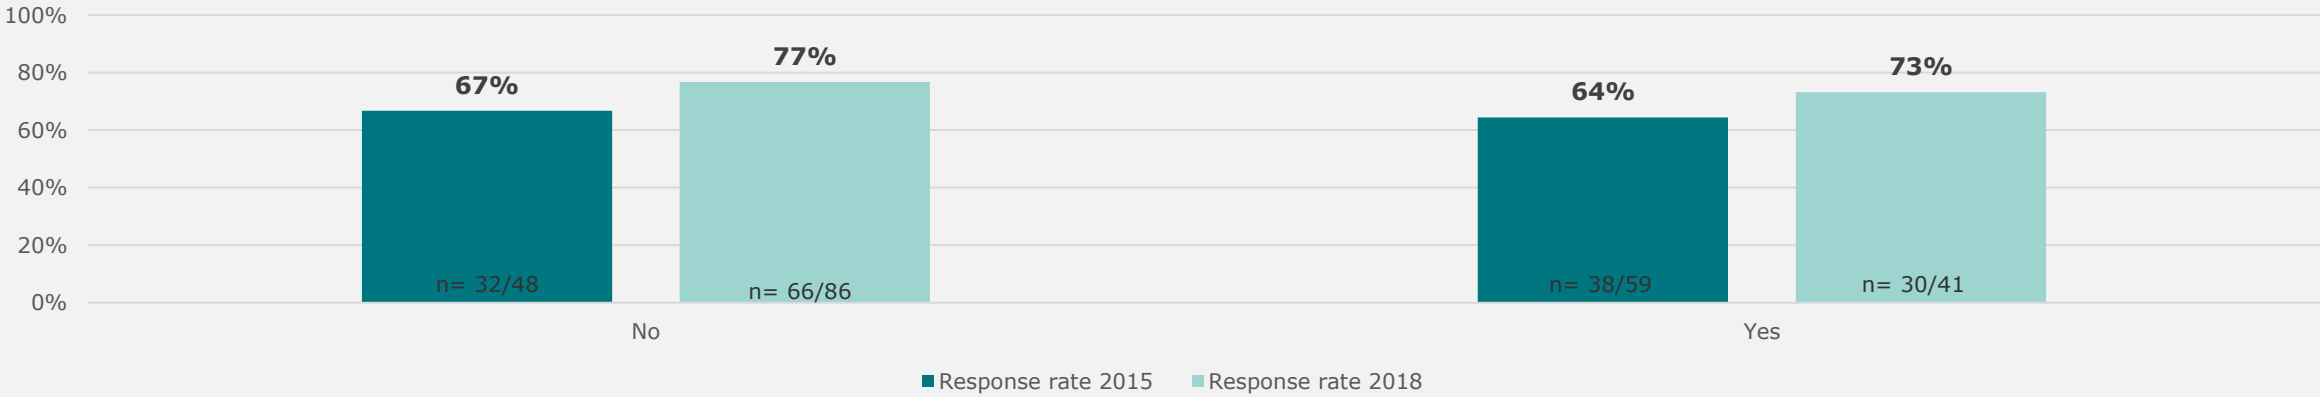 100%
80%
60%
40%
20%
0%
67%
77%
64%
73%
n= 32/48
n= 66/86
n= 38/59
n= 30/41
No
Yes
Response rate 2015
Response rate 2018